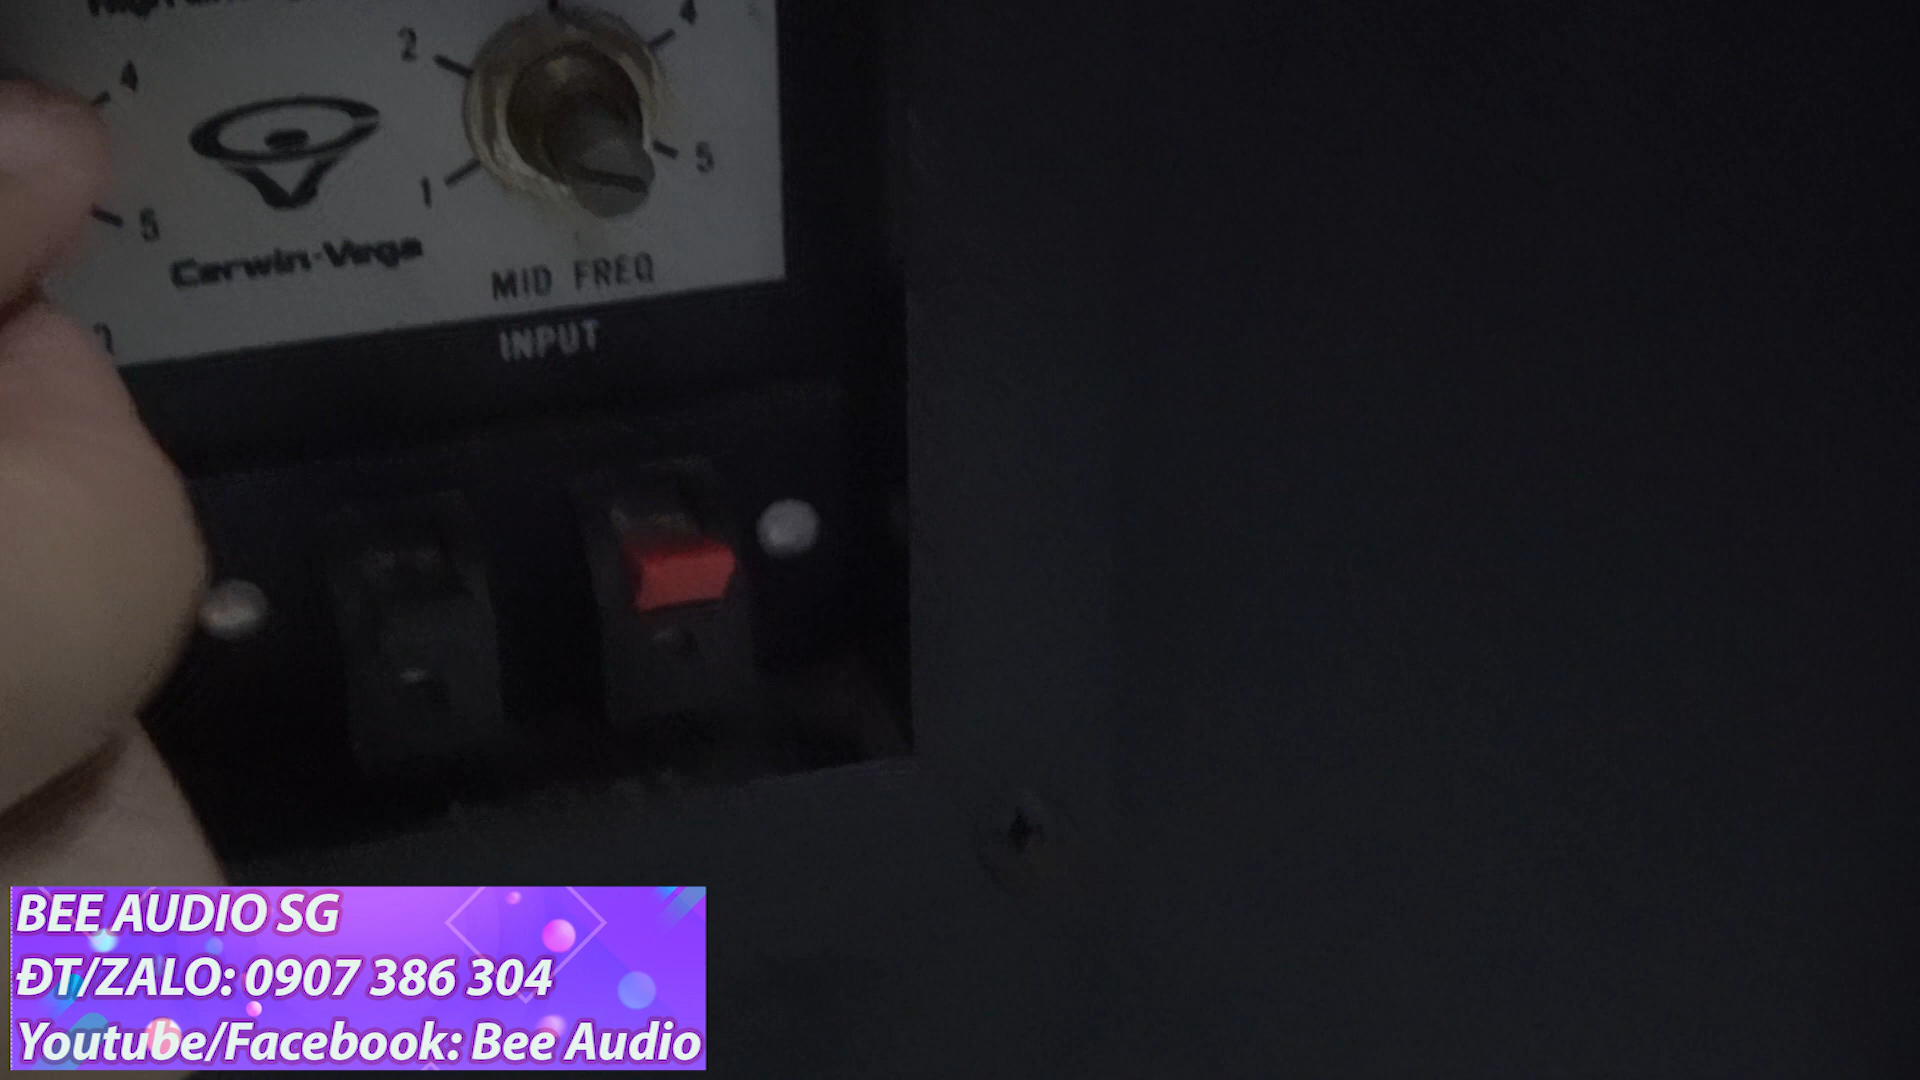 4
2
4
5
1
5
Cerwin-Vega
MID FREQ
INPUT
BEE AUDIO SG
ĐT/ZALO: 0907 386 304
Youtube/Facebook: Bee Audio